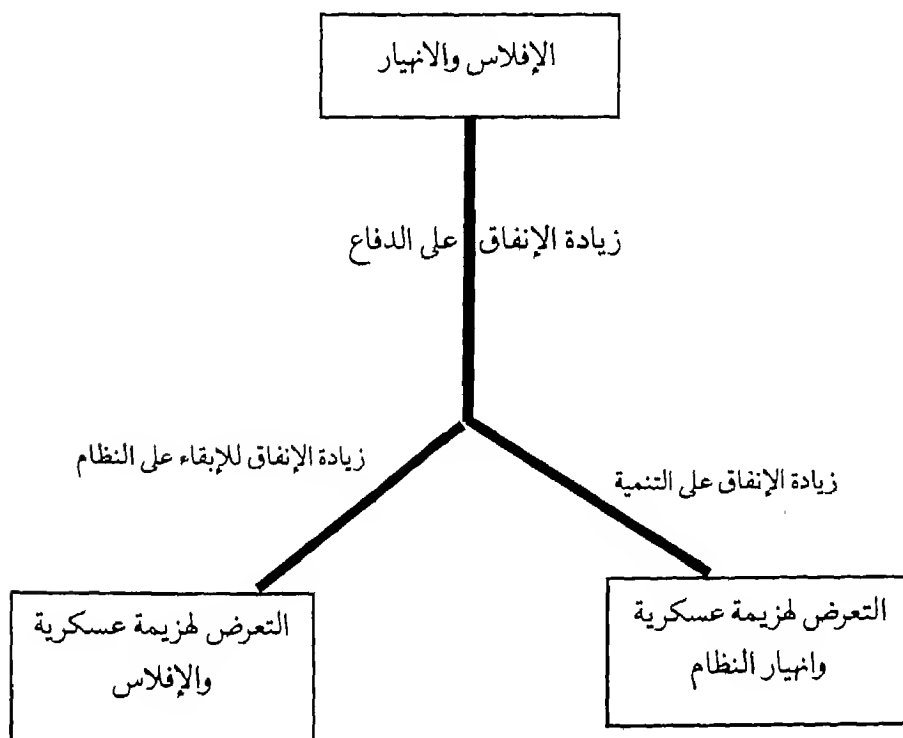 الإفلاس والانهيار
زيادة الإنفاق على الدفاع
زيادة الإنفاق للإبقاء على النظام
زيادة الإنفاق على التنمية
التعرض لهزيمة عسكرية
وانهيار النظام
التعرض لهزيمة عسكرية
والإفلاس